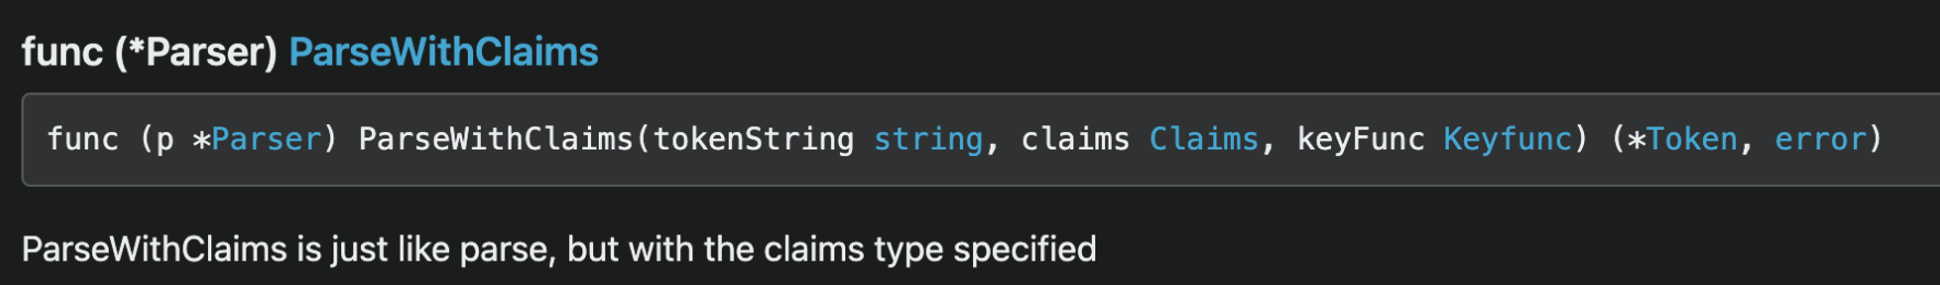 func (*Parser) ParseWithClaims
func (p *Parser) ParseWithClaims(tokenString string, claims Claims, keyFunc Keyfunc) (*Token, error)
ParseWithClaims is just like parse, but with the claims type specified